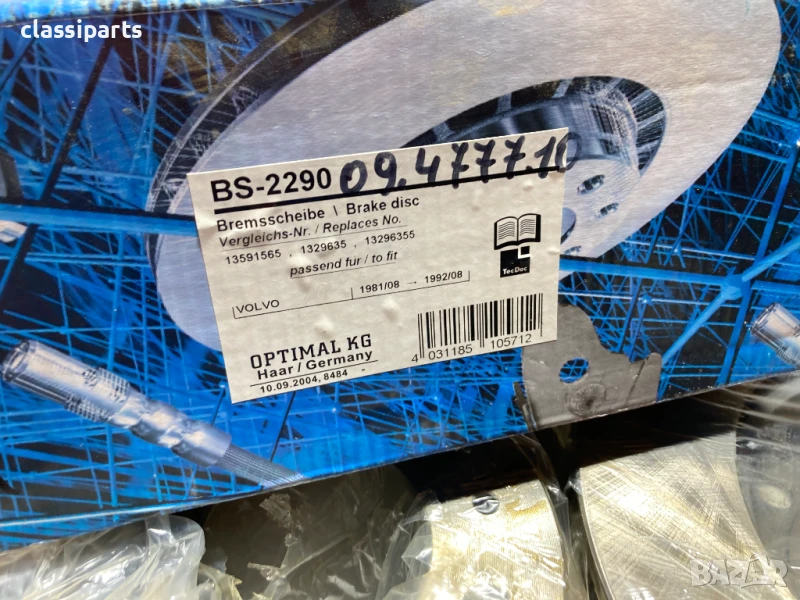 classiparts
BS-2290 09.4777.10
Bremsscheibe \ Brake disc
Vergleichs-Nr. / Replaces No.
13591565 , 1329635 , 13296355
passend fur / to fit
VOLVO 1981/08 → 1992/08
TecDoc
OPTIMAL KG
Haar / Germany
10.09.2004, 8484 -
4 031185 105712
BAZAR